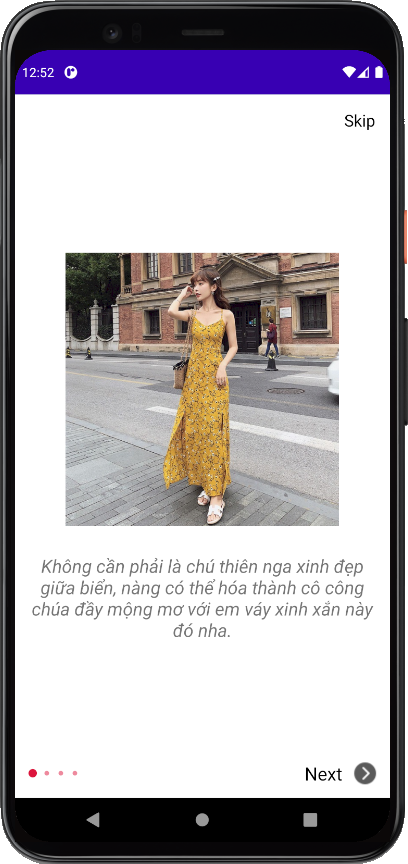 12:52
Skip
Không cần phải là chú thiên nga xinh đẹp
giữa biển, nàng có thể hóa thành cô công
chúa đầy mộng mơ với em váy xinh xắn này
đó nha.
Next